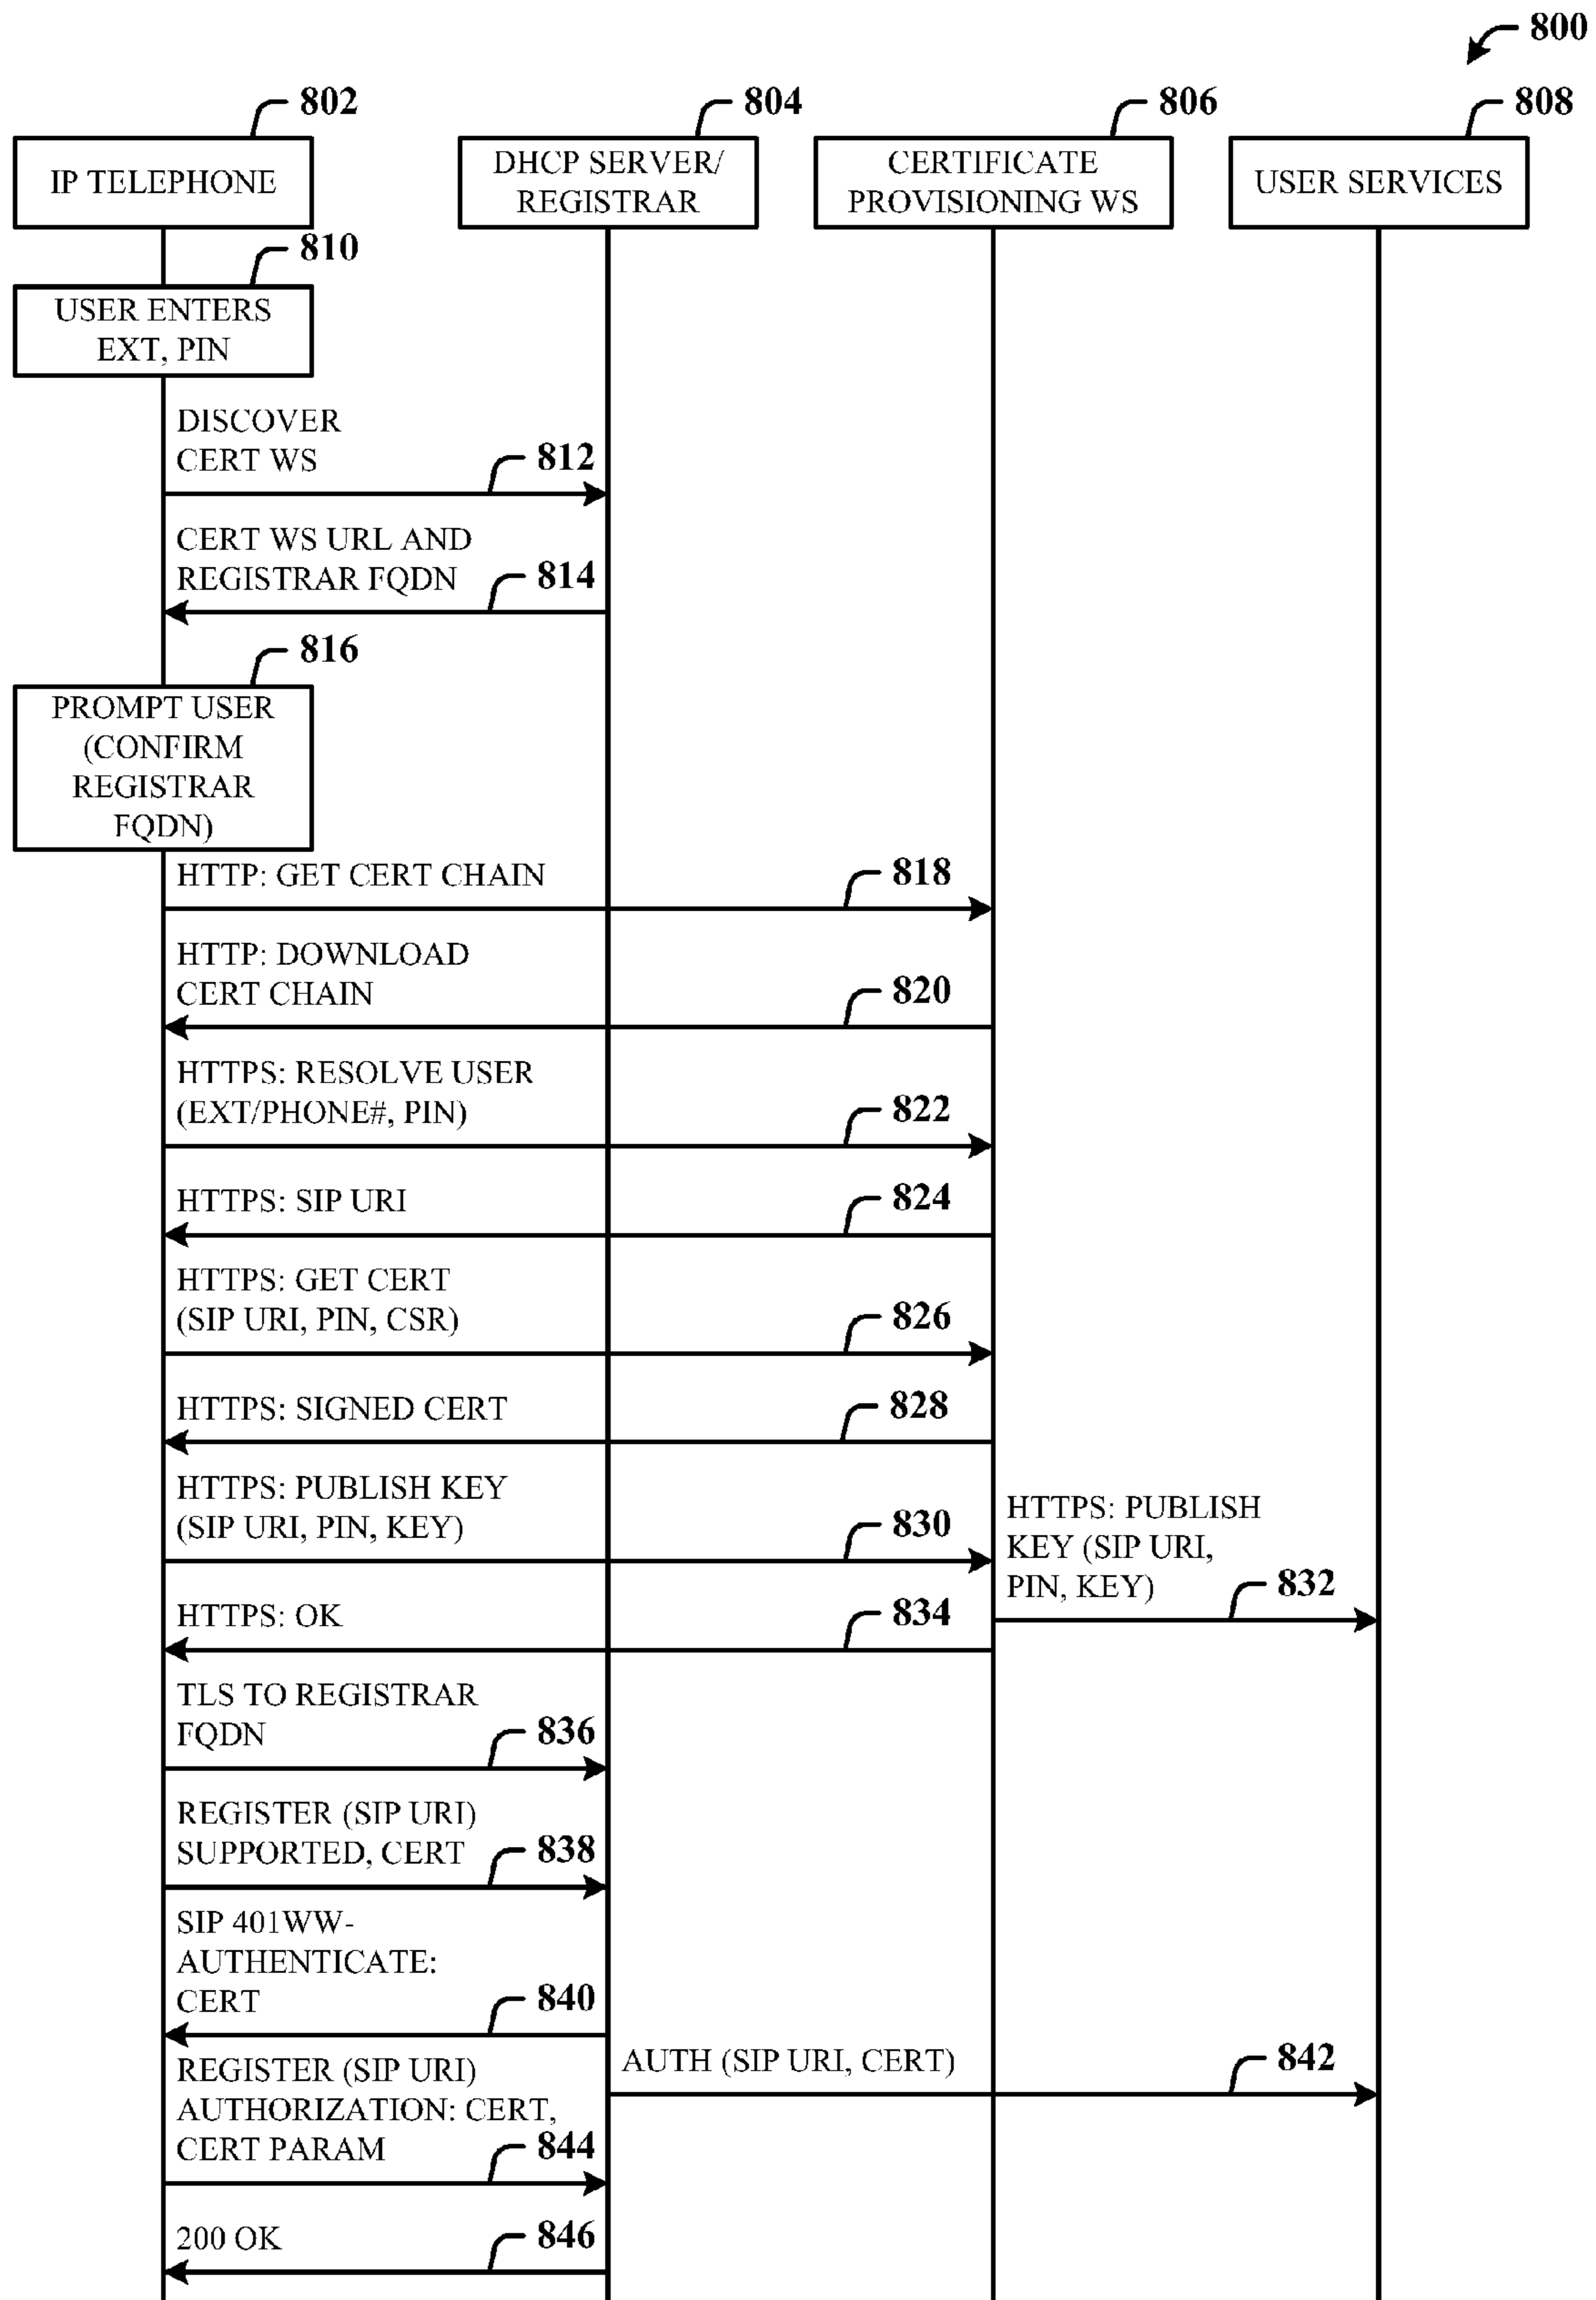 800
802
804
806
808
IP TELEPHONE
DHCP SERVER/
REGISTRAR
CERTIFICATE
PROVISIONING WS
USER SERVICES
810
USER ENTERS
EXT, PIN
DISCOVER
CERT WS
812
CERT WS URL AND
REGISTRAR FQDN
814
816
PROMPT USER
(CONFIRM
REGISTRAR
FQDN)
HTTP: GET CERT CHAIN
818
HTTP: DOWNLOAD
CERT CHAIN
820
HTTPS: RESOLVE USER
(EXT/PHONE#, PIN)
822
HTTPS: SIP URI
824
HTTPS: GET CERT
(SIP URI, PIN, CSR)
826
HTTPS: SIGNED CERT
828
HTTPS: PUBLISH KEY
(SIP URI, PIN, KEY)
830
HTTPS: PUBLISH
KEY (SIP URI,
PIN, KEY)
832
HTTPS: OK
834
TLS TO REGISTRAR
FQDN
836
REGISTER (SIP URI)
SUPPORTED, CERT
838
SIP 401WW-
AUTHENTICATE:
CERT
840
AUTH (SIP URI, CERT)
842
REGISTER (SIP URI)
AUTHORIZATION: CERT,
CERT PARAM
844
200 OK
846